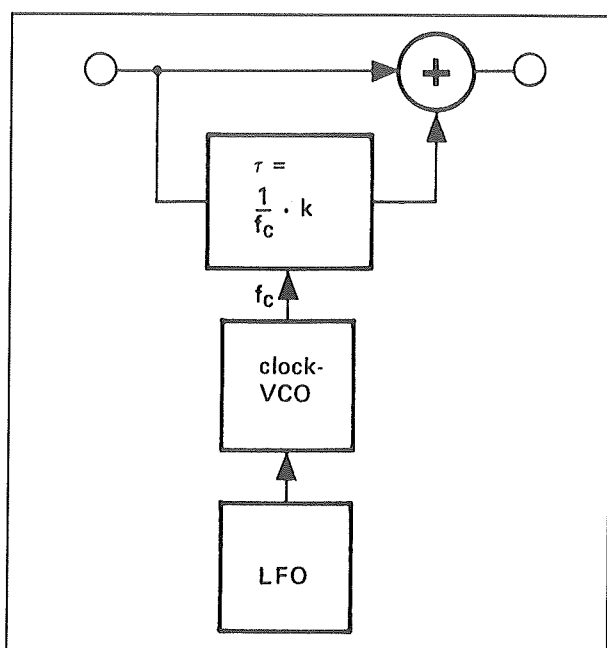 +
τ =
1/f_c · k
f_c
clock-
VCO
LFO